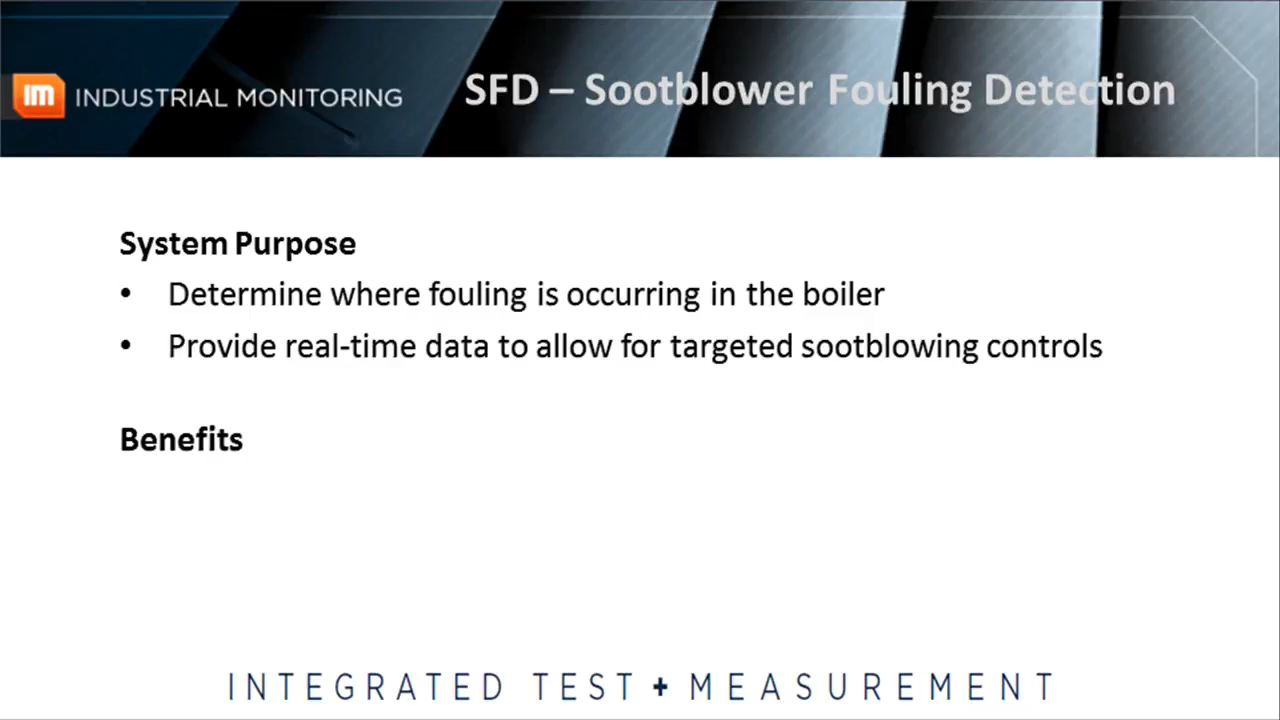 IM INDUSTRIAL MONITORING
SFD – Sootblower Fouling Detection
System Purpose
• Determine where fouling is occurring in the boiler
• Provide real-time data to allow for targeted sootblowing controls
Benefits
INTEGRATED TEST + MEASUREMENT